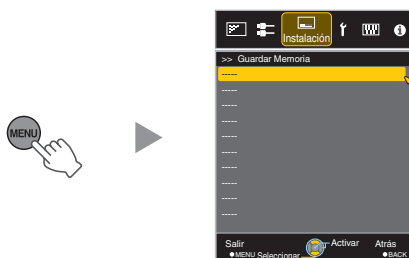 MENU
Instalación
>> Guardar Memoria
-----
-----
-----
-----
-----
-----
-----
-----
-----
-----
Salir
Activar
Atrás
●MENU Seleccionar
●BACK